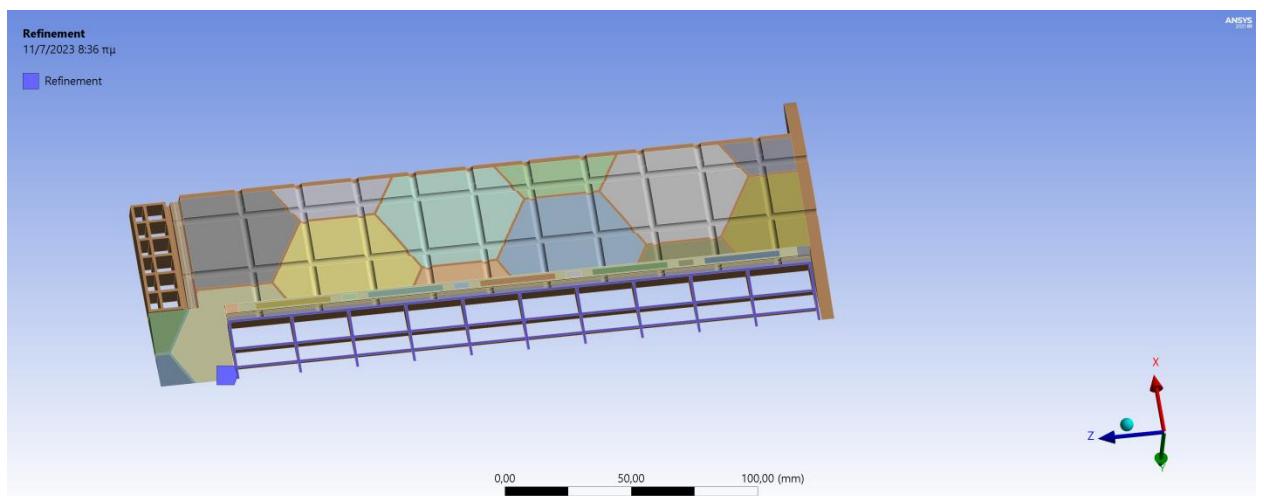 Refinement
11/7/2023 8:36 πμ
Refinement
ANSYS
X
Z
Y
0,00
50,00
100,00 (mm)